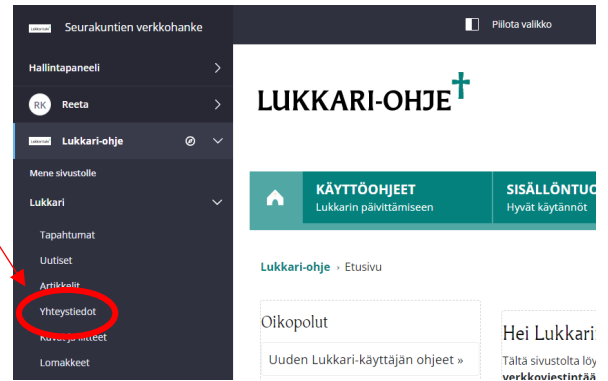 Seurakuntien verkkohanke
Piilota valikko
Hallintapaneeli
RK Reeta
Lukkari-ohje
Mene sivustolle
Lukkari
Tapahtumat
Uutiset
Artikkelit
Yhteystiedot
Kuvat ja liitteet
Lomakkeet
LUKKARI-OHJE
KÄYTTÖOHJEET
Lukkarin päivittämiseen
SISÄLLÖNTUO
Hyvät käytännöt
Lukkari-ohje › Etusivu
Oikopolut
Uuden Lukkari-käyttäjän ohjeet »
Hei Lukkari
Tältä sivustolta löy
verkkoviestintää